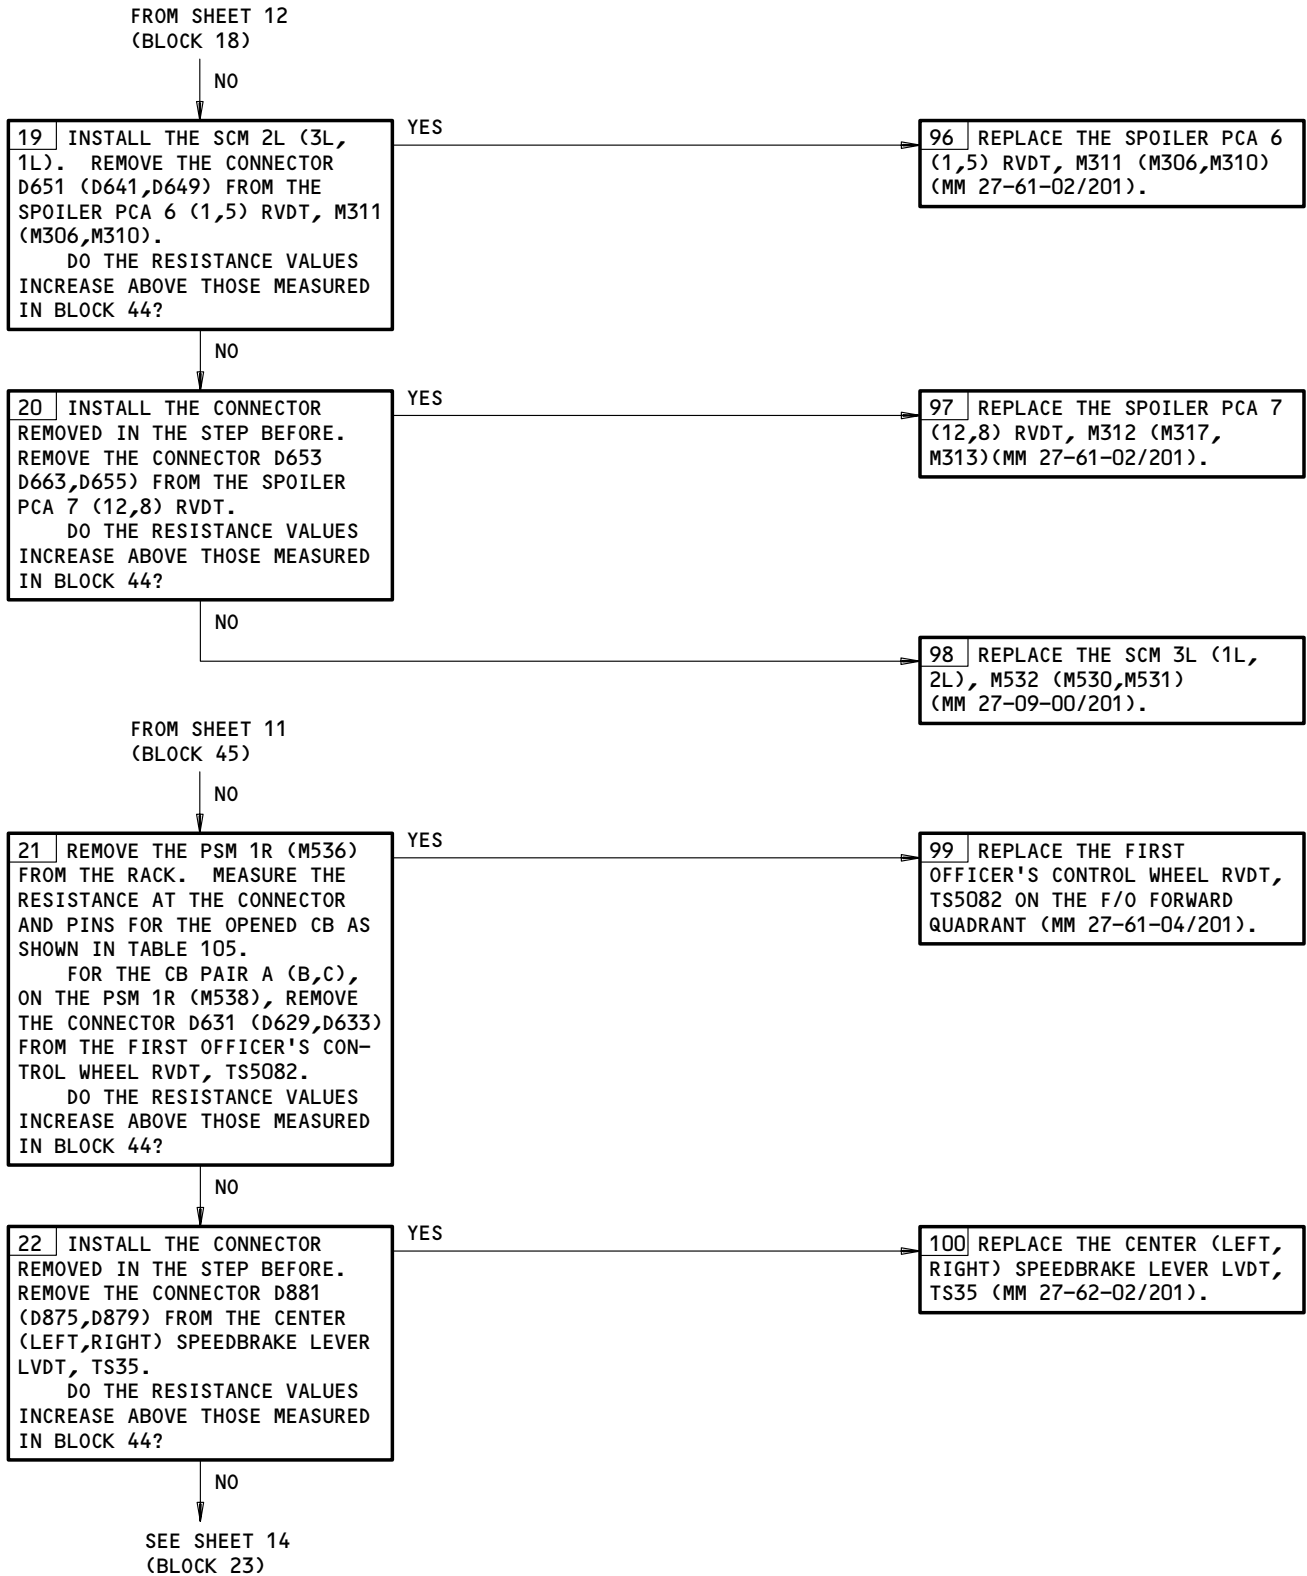 FROM SHEET 12
(BLOCK 18)
NO
19 INSTALL THE SCM 2L (3L,
1L). REMOVE THE CONNECTOR
D651 (D641,D649) FROM THE
SPOILER PCA 6 (1,5) RVDT, M311
(M306,M310).
DO THE RESISTANCE VALUES
INCREASE ABOVE THOSE MEASURED
IN BLOCK 44?
YES
96 REPLACE THE SPOILER PCA 6
(1,5) RVDT, M311 (M306,M310)
(MM 27-61-02/201).
NO
20 INSTALL THE CONNECTOR
REMOVED IN THE STEP BEFORE.
REMOVE THE CONNECTOR D653
D663,D655) FROM THE SPOILER
PCA 7 (12,8) RVDT.
DO THE RESISTANCE VALUES
INCREASE ABOVE THOSE MEASURED
IN BLOCK 44?
YES
97 REPLACE THE SPOILER PCA 7
(12,8) RVDT, M312 (M317,
M313)(MM 27-61-02/201).
NO
98 REPLACE THE SCM 3L (1L,
2L), M532 (M530,M531)
(MM 27-09-00/201).
FROM SHEET 11
(BLOCK 45)
NO
21 REMOVE THE PSM 1R (M536)
FROM THE RACK. MEASURE THE
RESISTANCE AT THE CONNECTOR
AND PINS FOR THE OPENED CB AS
SHOWN IN TABLE 105.
FOR THE CB PAIR A (B,C),
ON THE PSM 1R (M538), REMOVE
THE CONNECTOR D631 (D629,D633)
FROM THE FIRST OFFICER'S CON-
TROL WHEEL RVDT, TS5082.
DO THE RESISTANCE VALUES
INCREASE ABOVE THOSE MEASURED
IN BLOCK 44?
YES
99 REPLACE THE FIRST
OFFICER'S CONTROL WHEEL RVDT,
TS5082 ON THE F/O FORWARD
QUADRANT (MM 27-61-04/201).
NO
22 INSTALL THE CONNECTOR
REMOVED IN THE STEP BEFORE.
REMOVE THE CONNECTOR D881
(D875,D879) FROM THE CENTER
(LEFT,RIGHT) SPEEDBRAKE LEVER
LVDT, TS35.
DO THE RESISTANCE VALUES
INCREASE ABOVE THOSE MEASURED
IN BLOCK 44?
YES
100 REPLACE THE CENTER (LEFT,
RIGHT) SPEEDBRAKE LEVER LVDT,
TS35 (MM 27-62-02/201).
NO
SEE SHEET 14
(BLOCK 23)